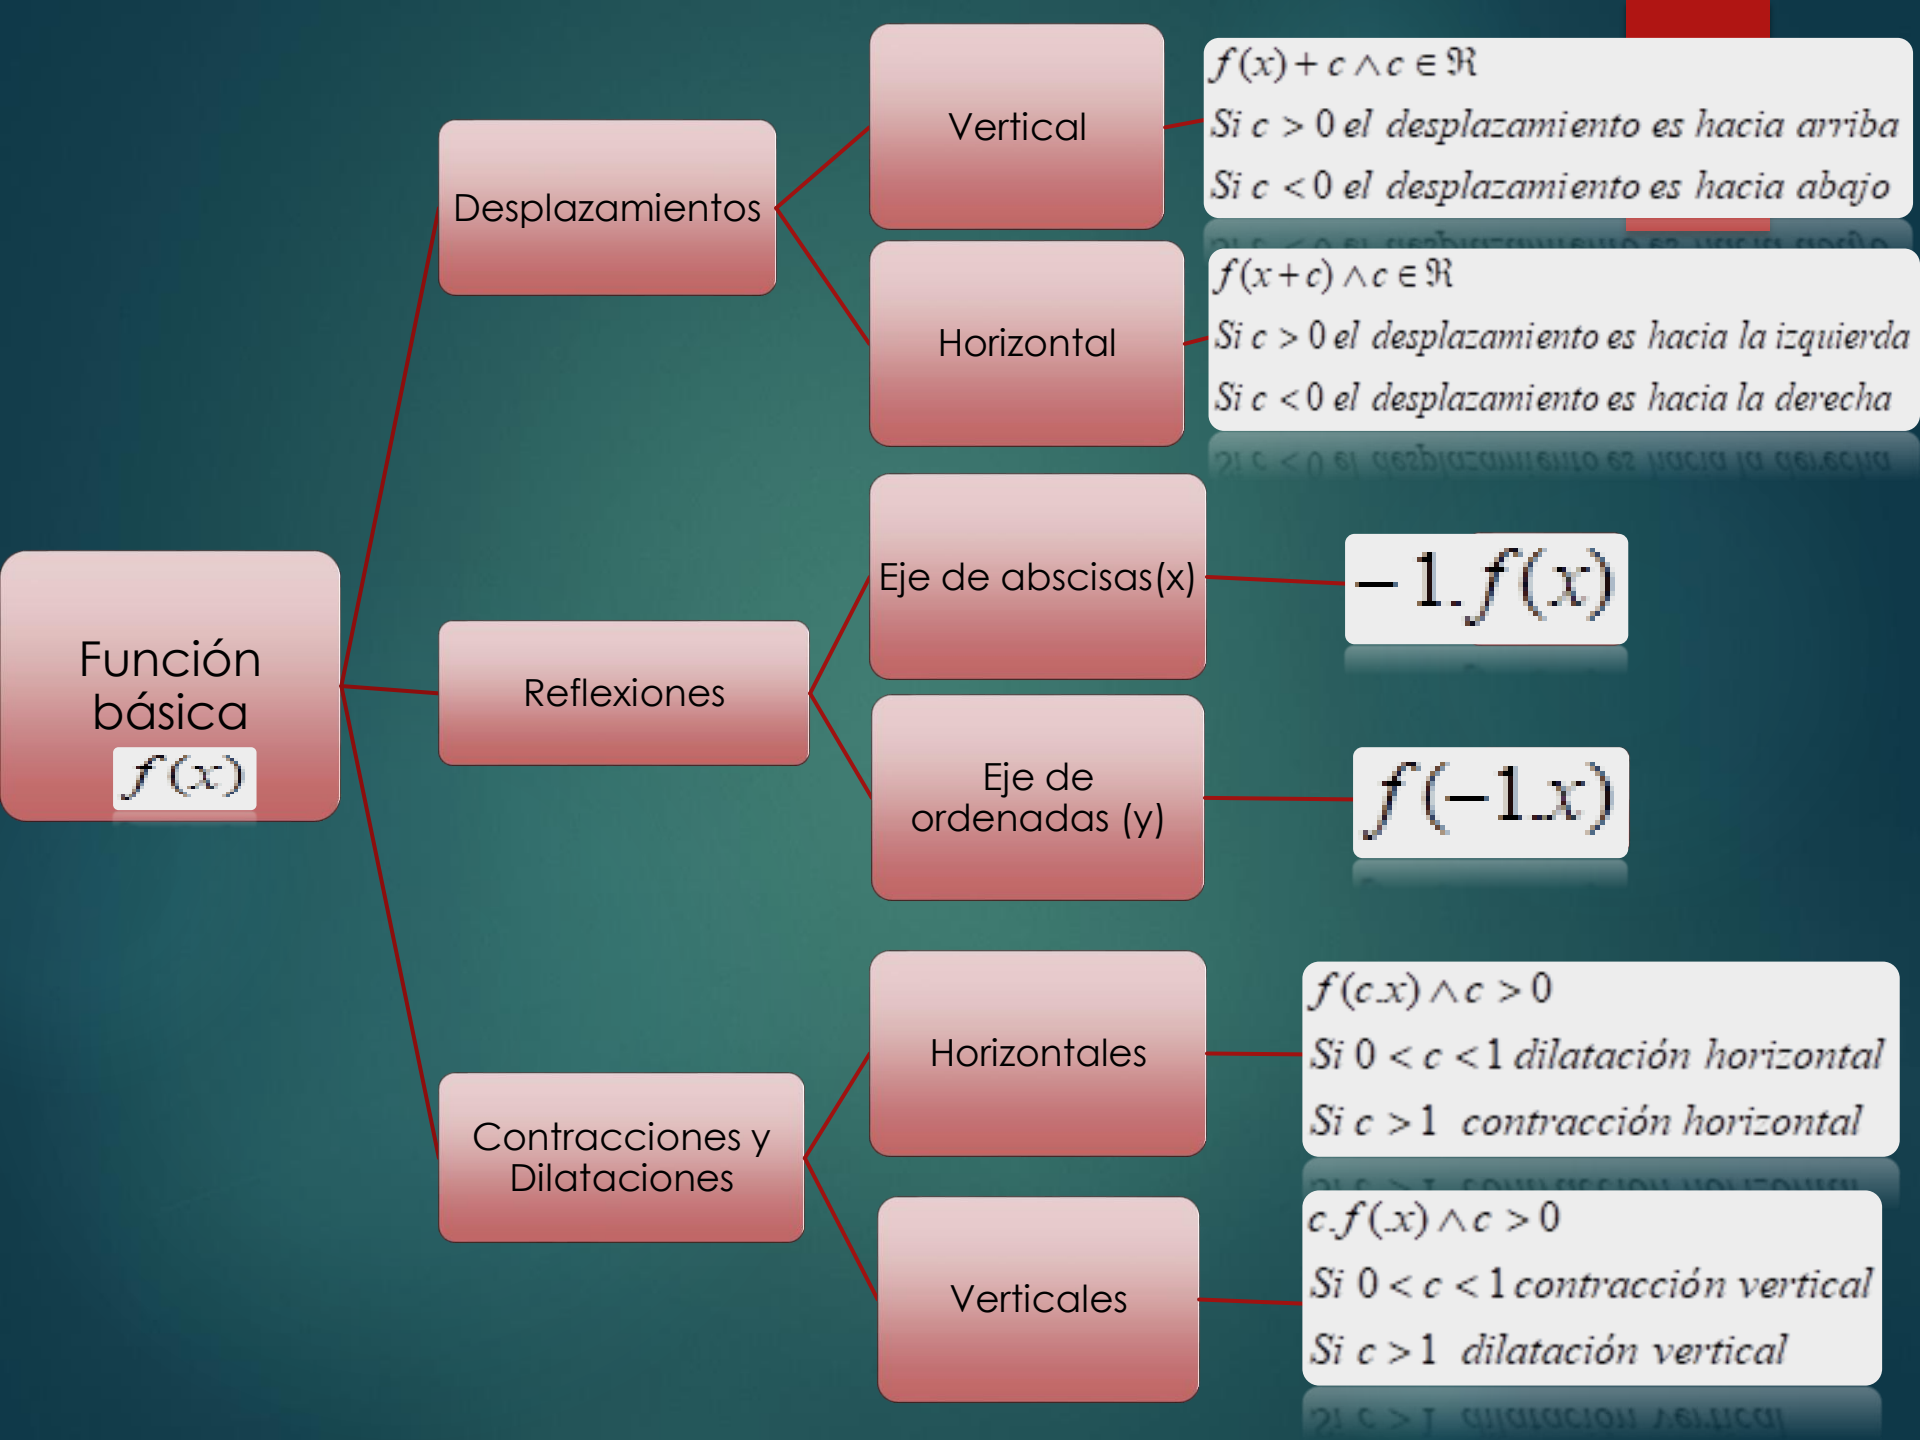 Función
básica
f(x)
Desplazamientos
Vertical
f(x)+c ∧ c ∈ ℜ
Si c > 0 el desplazamiento es hacia arriba
Si c < 0 el desplazamiento es hacia abajo
Horizontal
f(x+c) ∧ c ∈ ℜ
Si c > 0 el desplazamiento es hacia la izquierda
Si c < 0 el desplazamiento es hacia la derecha
Reflexiones
Eje de abscisas(x)
−1.f(x)
Eje de
ordenadas (y)
f(−1.x)
Contracciones y
Dilataciones
Horizontales
f(c.x) ∧ c > 0
Si 0 < c < 1 dilatación horizontal
Si c > 1 contracción horizontal
Verticales
c.f(.x) ∧ c > 0
Si 0 < c < 1 contracción vertical
Si c > 1 dilatación vertical